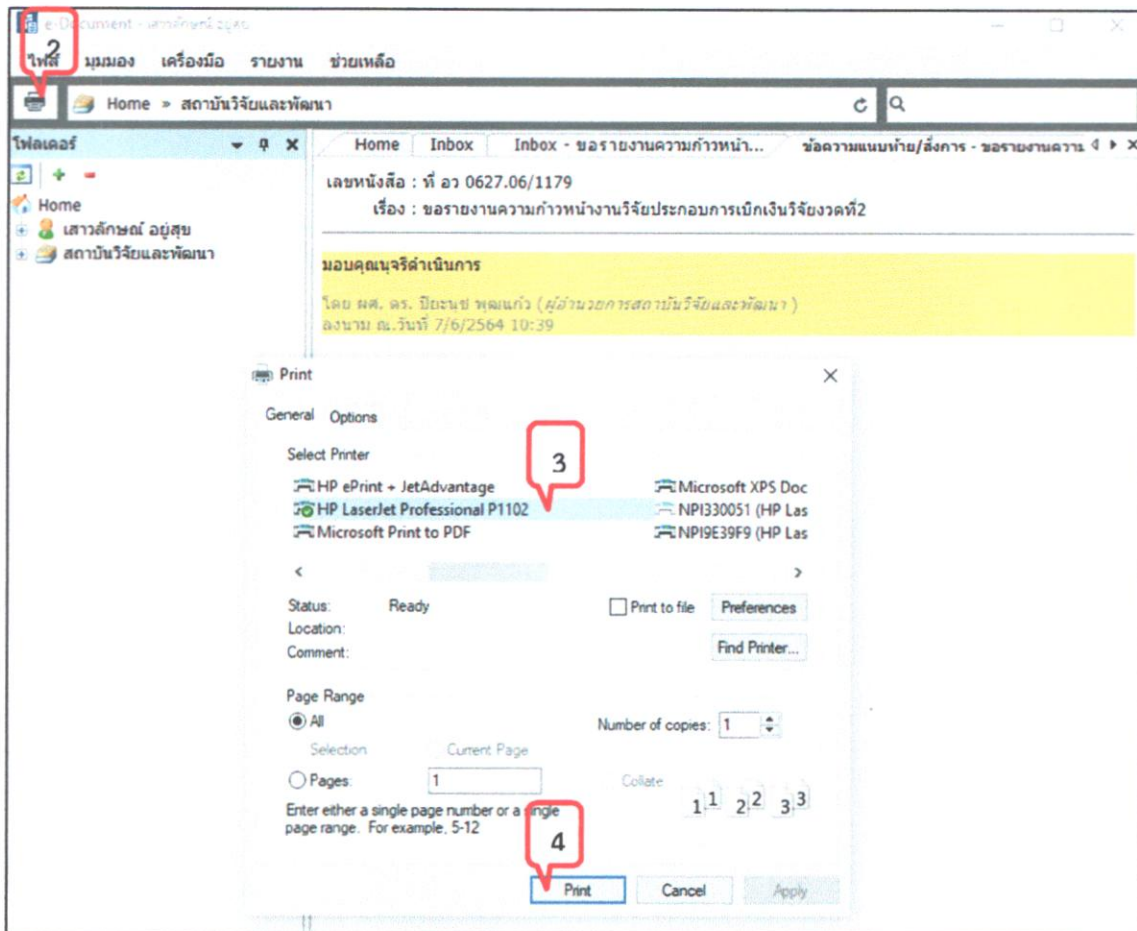 e-Document - เสาวลักษณ์ อยู่สุข
2
ไฟล์ มุมมอง เครื่องมือ รายงาน ช่วยเหลือ
Home » สถาบันวิจัยและพัฒนา
โฟลเดอร์
Home Inbox Inbox - ขอรายงานความก้าวหน้า... ข้อความแนบท้าย/สั่งการ - ขอรายงานความ
Home
เสาวลักษณ์ อยู่สุข
สถาบันวิจัยและพัฒนา
เลขหนังสือ : ที่ อว 0627.06/1179
เรื่อง : ขอรายงานความก้าวหน้างานวิจัยประกอบการเบิกเงินวิจัยงวดที่2
มอบคุณนุจรีดำเนินการ
โดย ผศ. ดร. ปิยะนุช พุฒแก้ว (ผู้อำนวยการสถาบันวิจัยและพัฒนา )
ลงนาม ณ.วันที่ 7/6/2564 10:39
Print
General Options
Select Printer
3
HP ePrint + JetAdvantage Microsoft XPS Doc
HP LaserJet Professional P1102 NPI330051 (HP Las
Microsoft Print to PDF NPI9E39F9 (HP Las
Status: Ready Print to file Preferences
Location:
Comment: Find Printer...
Page Range
All Number of copies: 1
Selection Current Page
Pages: 1 Collate
11 22 33
Enter either a single page number or a single
page range. For example, 5-12
4
Print Cancel Apply